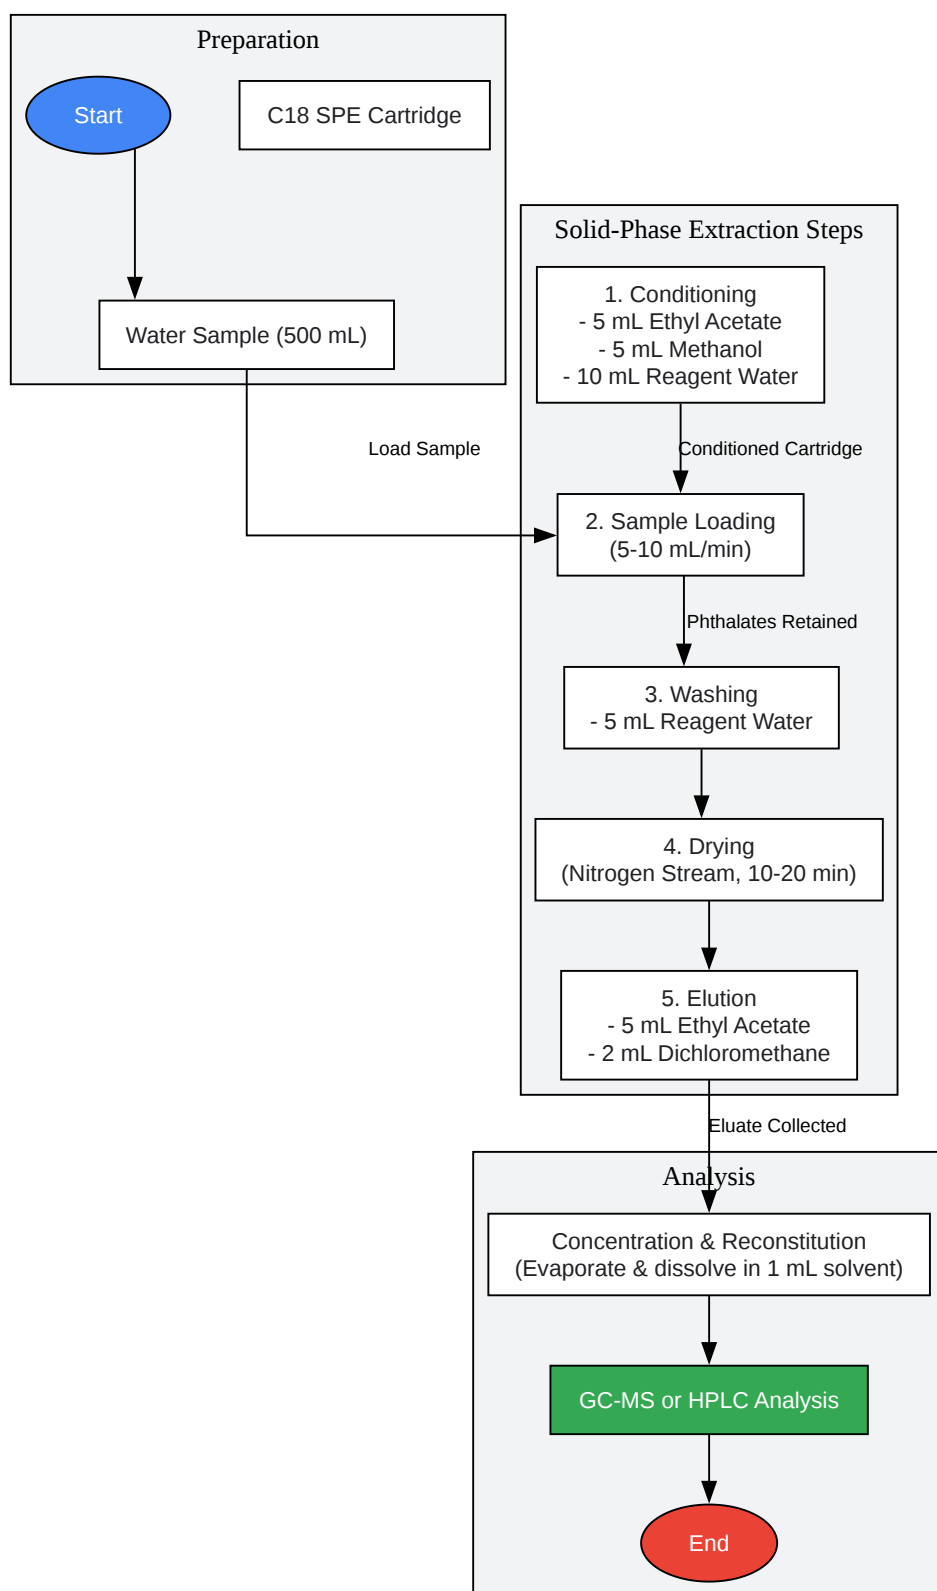 Preparation
Start
C18 SPE Cartridge
Water Sample (500 mL)
Load Sample
Solid-Phase Extraction Steps
1. Conditioning
- 5 mL Ethyl Acetate
- 5 mL Methanol
- 10 mL Reagent Water
Conditioned Cartridge
2. Sample Loading
(5-10 mL/min)
Phthalates Retained
3. Washing
- 5 mL Reagent Water
4. Drying
(Nitrogen Stream, 10-20 min)
5. Elution
- 5 mL Ethyl Acetate
- 2 mL Dichloromethane
Eluate Collected
Analysis
Concentration & Reconstitution
(Evaporate & dissolve in 1 mL solvent)
GC-MS or HPLC Analysis
End